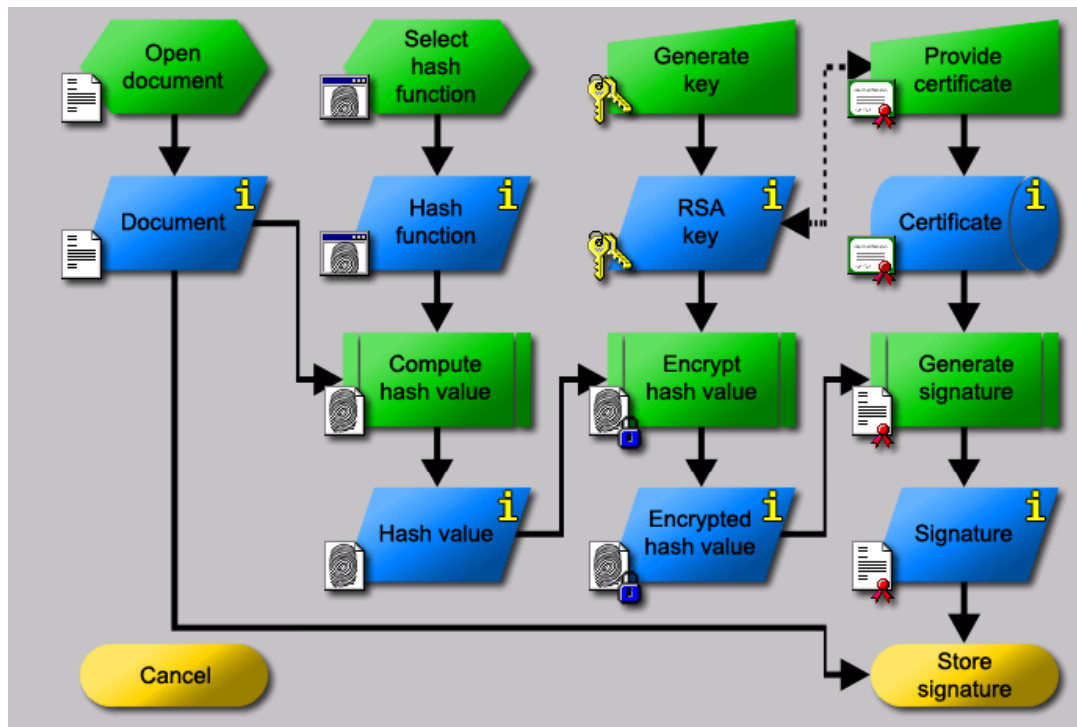 Open
document
Select
hash
function
Generate
key
Provide
certificate
Document
i
Hash
function
i
RSA
key
i
Certificate
i
Compute
hash value
Encrypt
hash value
Generate
signature
Hash value
i
Encrypted
hash value
i
Signature
i
Cancel
Store
signature